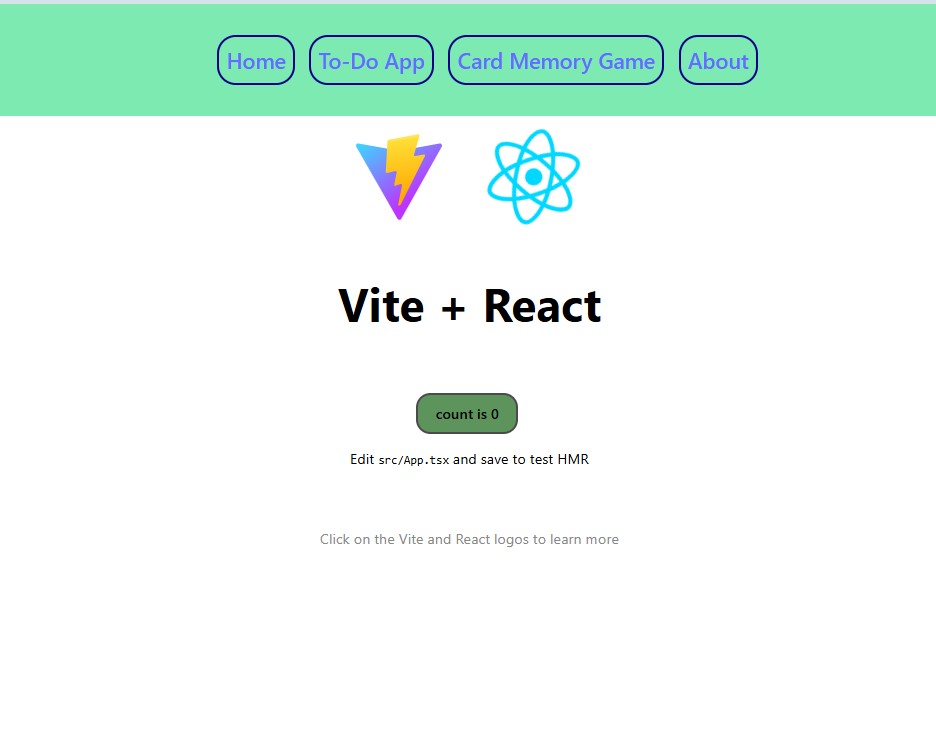 Home To-Do App Card Memory Game About
Vite + React
count is 0
Edit src/App.tsx and save to test HMR
Click on the Vite and React logos to learn more